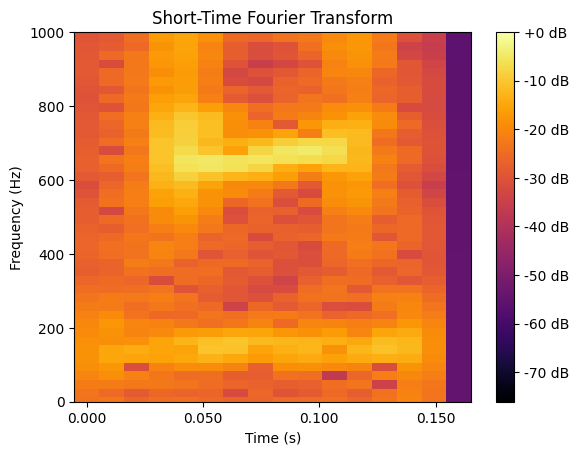 Short-Time Fourier Transform
Frequency (Hz)
1000
800
600
400
200
0
0.000
0.050
0.100
0.150
Time (s)
+0 dB
-10 dB
-20 dB
-30 dB
-40 dB
-50 dB
-60 dB
-70 dB